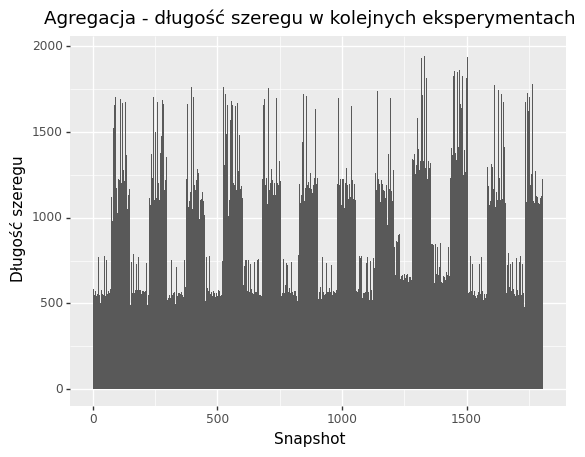 Agregacja - długość szeregu w kolejnych eksperymentach
2000
1500
1000
500
0
Długość szeregu
0 500 1000 1500
Snapshot